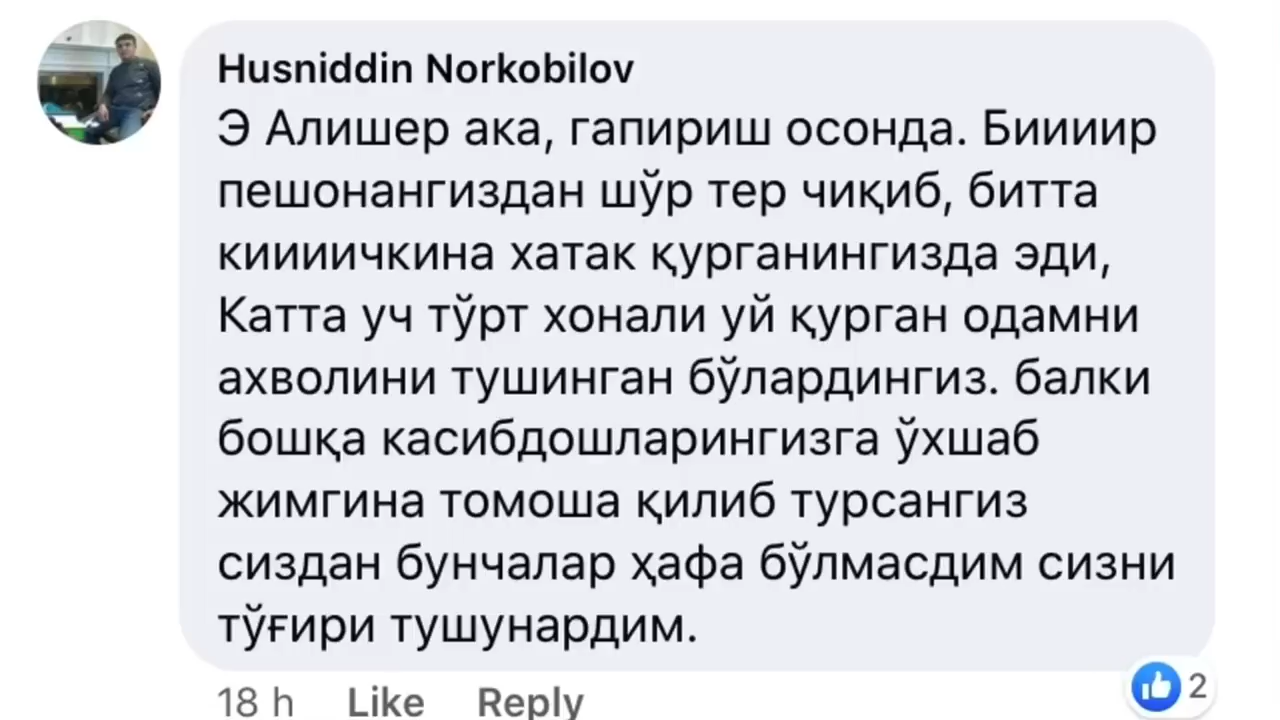 Husniddin Norkobilov
Э Алишер ака, гапириш осонда. Биииир
пешонангиздан шўр тер чиқиб, битта
киииичкина хатак қурганингизда эди,
Катта уч тўрт хонали уй қурган одамни
ахволини тушинган бўлардингиз. балки
бошқа касибдошларингизга ўхшаб
жимгина томоша қилиб турсангиз
сиздан бунчалар ҳафа бўлмасдим сизни
тўғири тушунардим.
18 h Like Reply 2